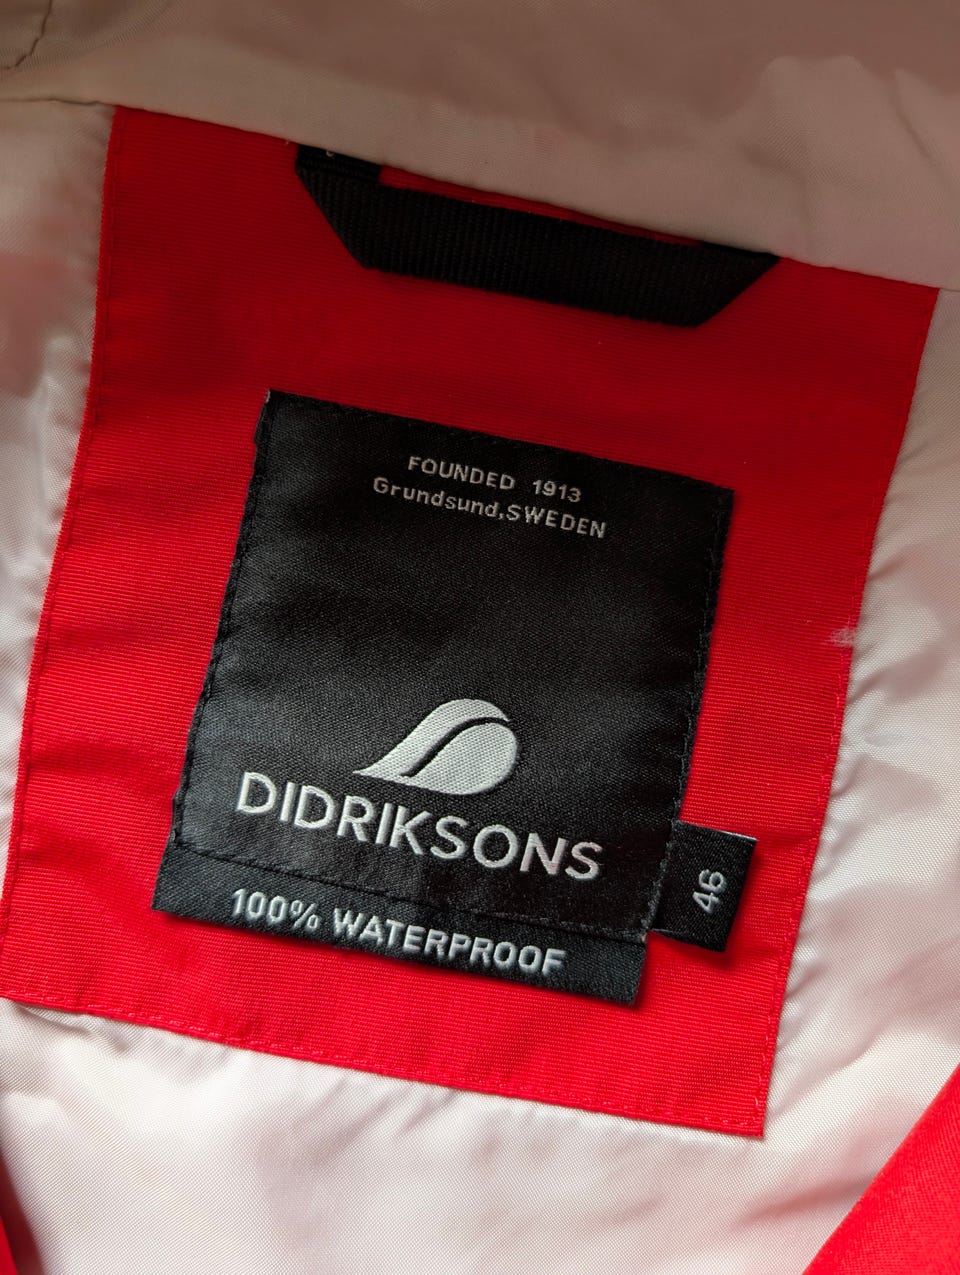 FOUNDED 1913
Grundsund,SWEDEN
DIDRIKSONS
46
100% WATERPROOF